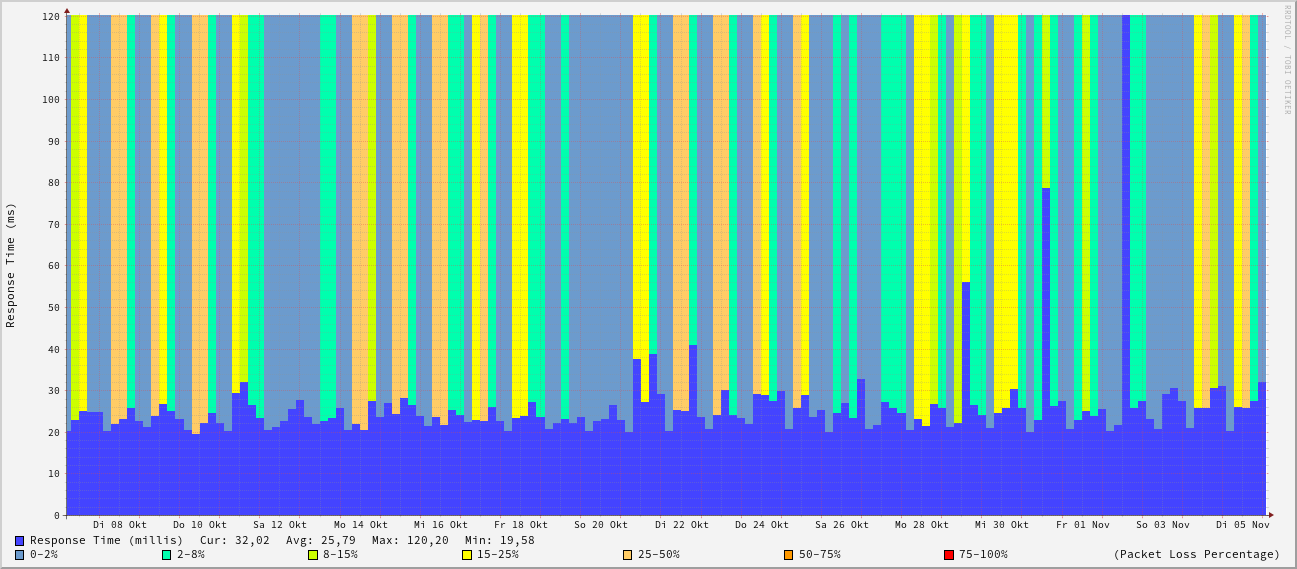 RRDTOOL / TOBI OETIKER
Response Time (ms)
120
110
100
90
80
70
60
50
40
30
20
10
0
Di 08 Okt Do 10 Okt Sa 12 Okt Mo 14 Okt Mi 16 Okt Fr 18 Okt So 20 Okt Di 22 Okt Do 24 Okt Sa 26 Okt Mo 28 Okt Mi 30 Okt Fr 01 Nov So 03 Nov Di 05 Nov
Response Time (millis) Cur: 32,02 Avg: 25,79 Max: 120,20 Min: 19,58
0-2% 2-8% 8-15% 15-25% 25-50% 50-75% 75-100% (Packet Loss Percentage)